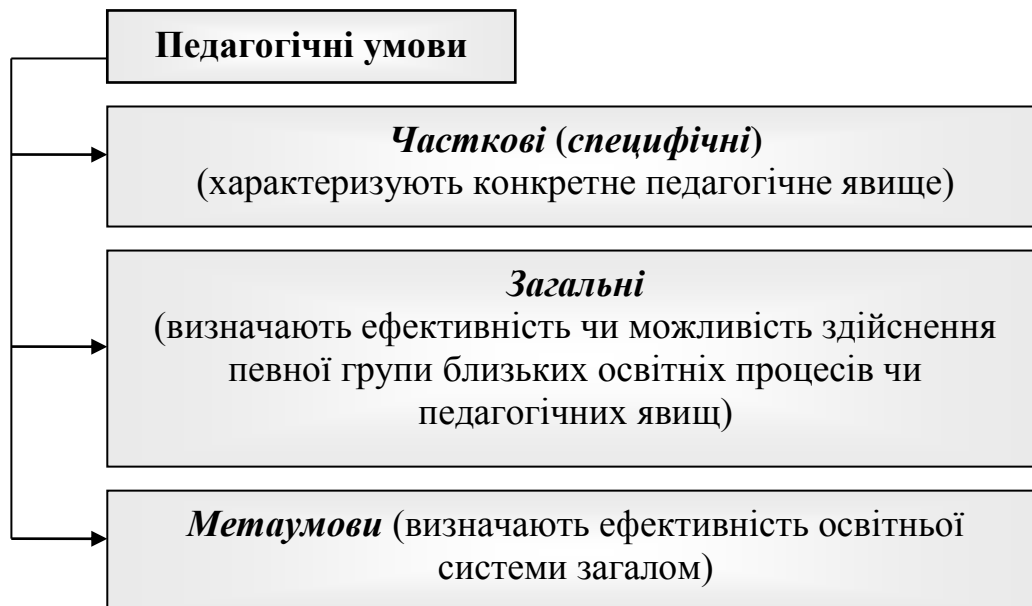 Педагогічні умови
Часткові (специфічні)
(характеризують конкретне педагогічне явище)
Загальні
(визначають ефективність чи можливість здійснення
певної групи близьких освітніх процесів чи
педагогічних явищ)
Метаумови (визначають ефективність освітньої
системи загалом)